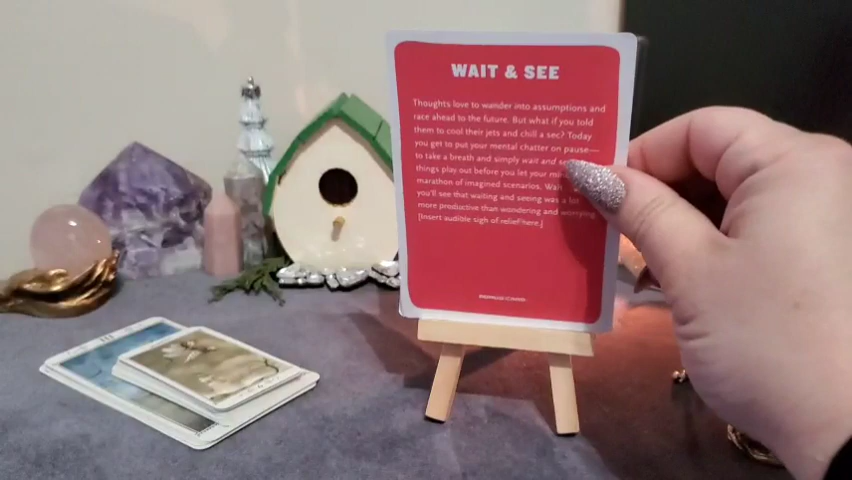 WAIT & SEE
Thoughts love to wander into assumptions and
race ahead to the future. But what if you told
them to cool their jets and chill a sec? Today
you get to put your mental chatter on pause—
to take a breath and simply wait and
things play out before you let your
marathon of imagined scenarios.
you'll see that waiting and seeing was a lot
more productive than wondering and worrying.
[Insert audible sigh of relief here.]
III